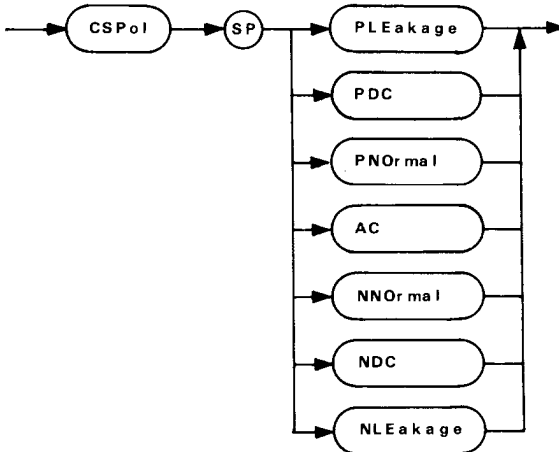 CSPol SP PLEakage
PDC
PNOrmal
AC
NNOrmal
NDC
NLEakage